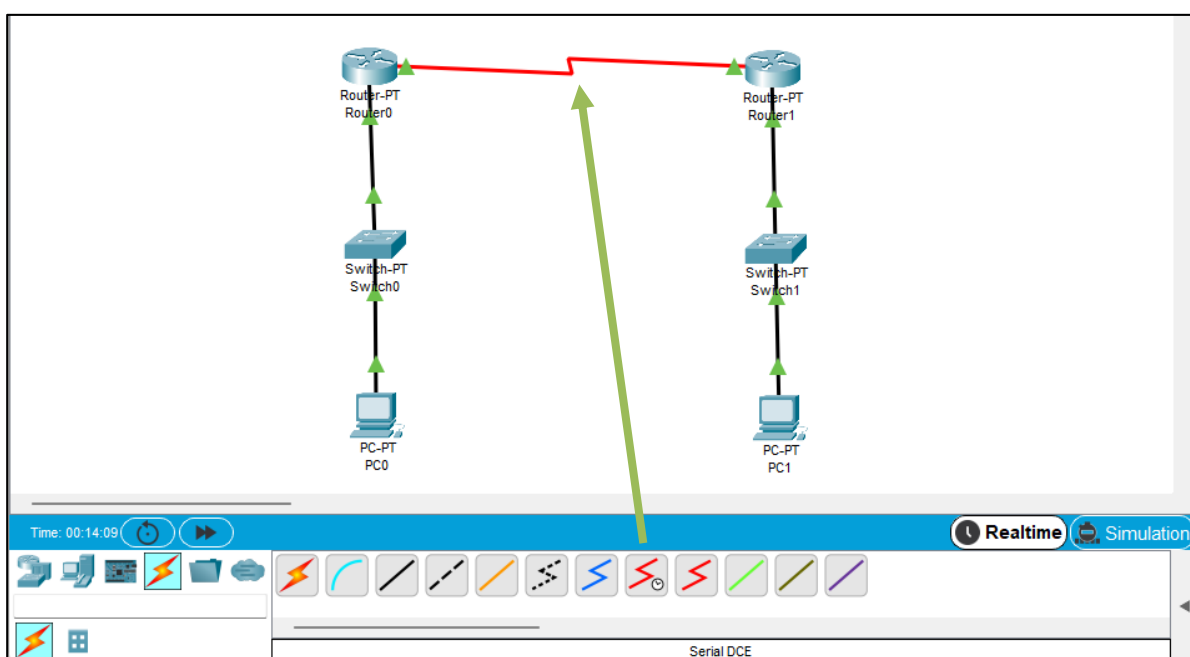 Router-PT
Router0
Router-PT
Router1
Switch-PT
Switch0
Switch-PT
Switch1
PC-PT
PC0
PC-PT
PC1
Time: 00:14:09
Realtime
Simulation
Serial DCE